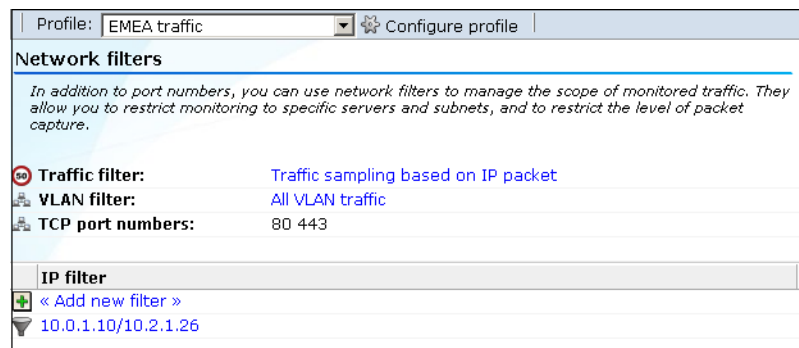 Profile: EMEA traffic Configure profile
Network filters
In addition to port numbers, you can use network filters to manage the scope of monitored traffic. They
allow you to restrict monitoring to specific servers and subnets, and to restrict the level of packet
capture.
50 Traffic filter: Traffic sampling based on IP packet
VLAN filter: All VLAN traffic
TCP port numbers: 80 443
IP filter
« Add new filter »
10.0.1.10/10.2.1.26